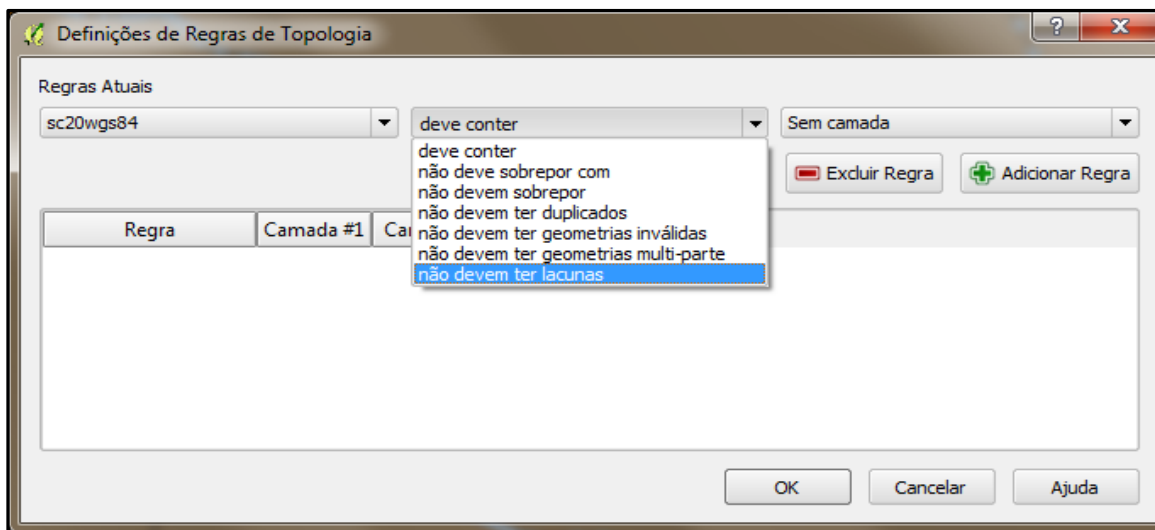 Definições de Regras de Topologia
Regras Atuais
sc20wgs84
deve conter
Sem camada
deve conter
não deve sobrepor com
não devem sobrepor
não devem ter duplicados
não devem ter geometrias inválidas
não devem ter geometrias multi-parte
não devem ter lacunas
Excluir Regra
Adicionar Regra
Regra
Camada #1
OK
Cancelar
Ajuda